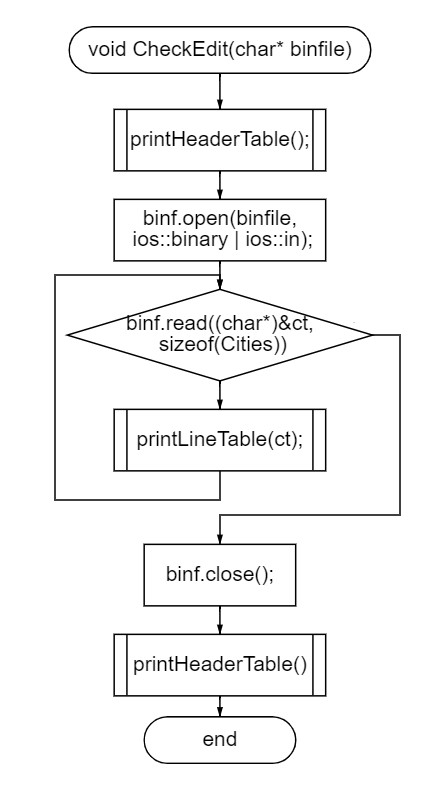 void CheckEdit(char* binfile)
printHeaderTable();
binf.open(binfile,
ios::binary | ios::in);
binf.read((char*)&ct,
sizeof(Cities))
printLineTable(ct);
binf.close();
printHeaderTable()
end